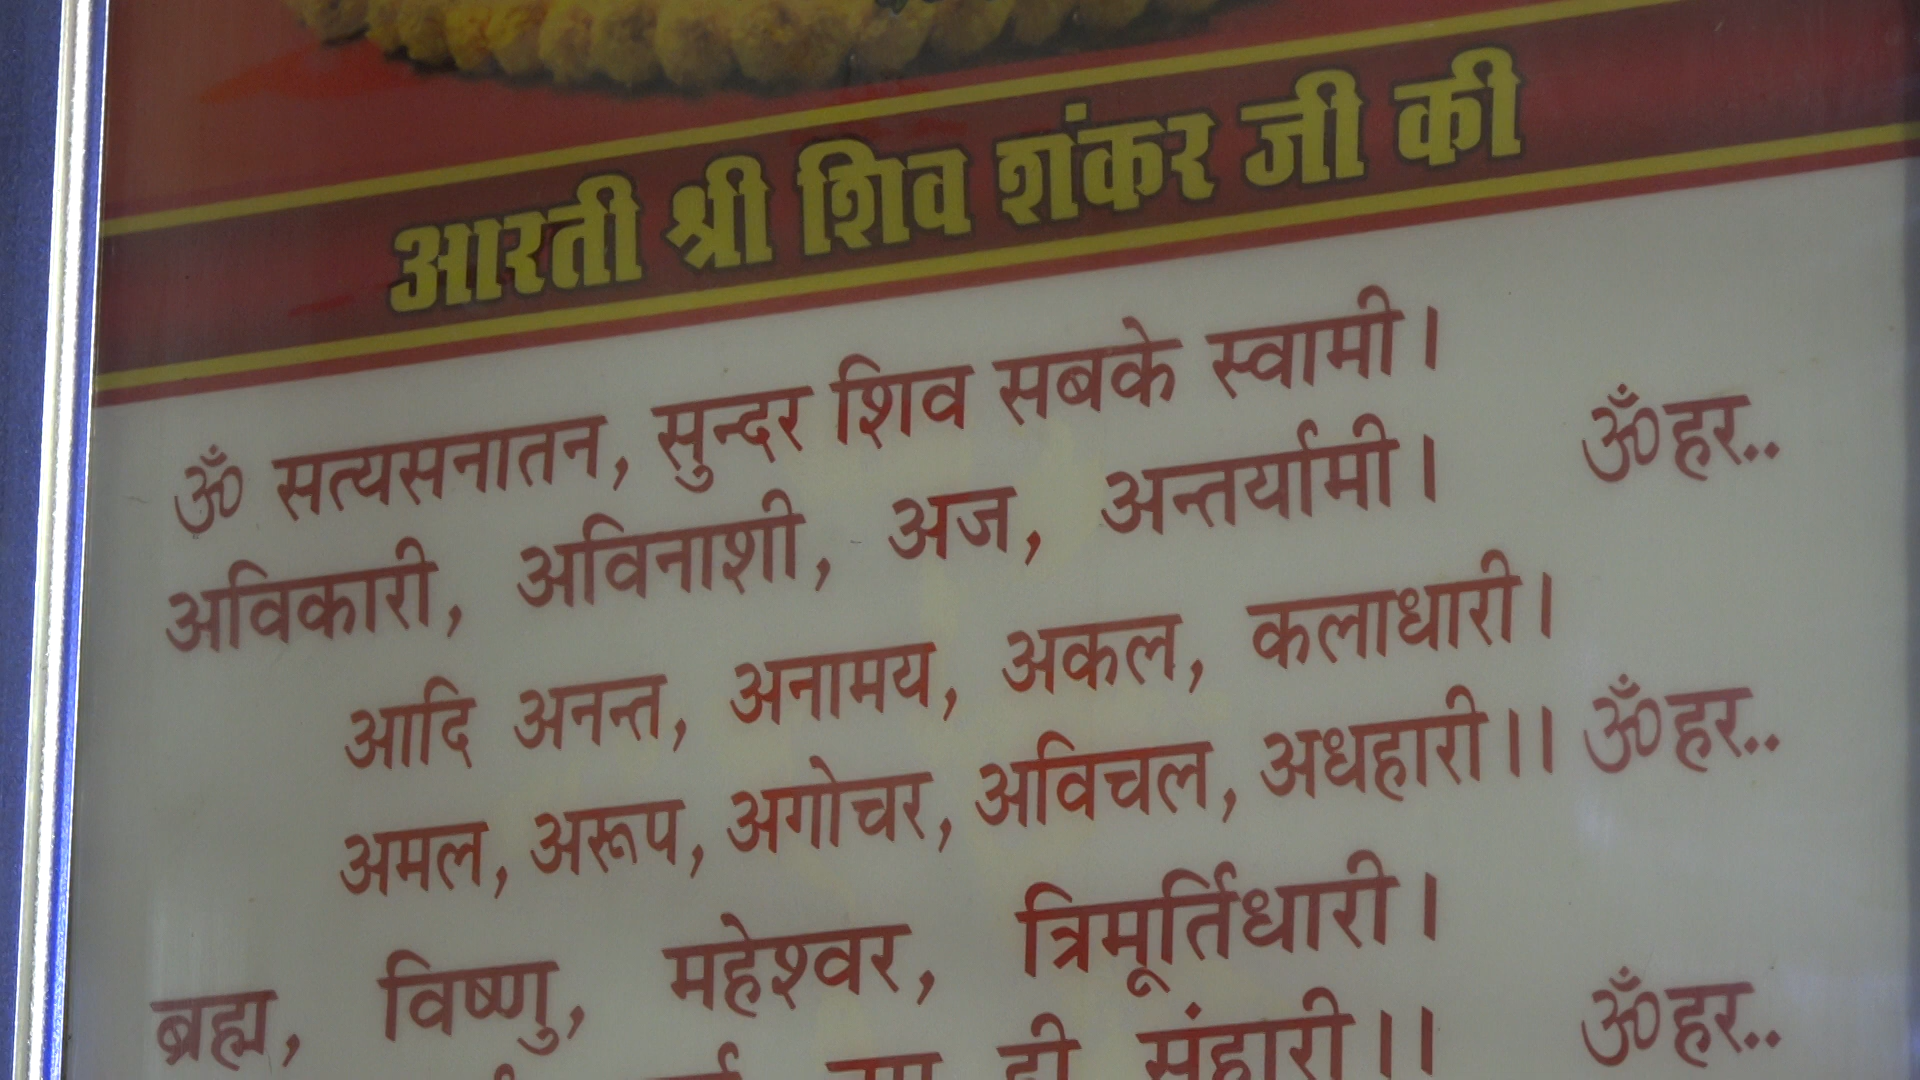 आरती श्री शिव शंकर जी की
ॐ सत्यसनातन, सुन्दर शिव सबके स्वामी।
अविकारी, अविनाशी, अज, अन्तर्यामी। ॐ हर..
आदि अनन्त, अनामय, अकल, कलाधारी।
अमल, अरूप, अगोचर, अविचल, अधहारी।। ॐ हर..
ब्रह्म, विष्णु, महेश्वर, त्रिमूर्तिधारी।
संहारी।। ॐ हर..